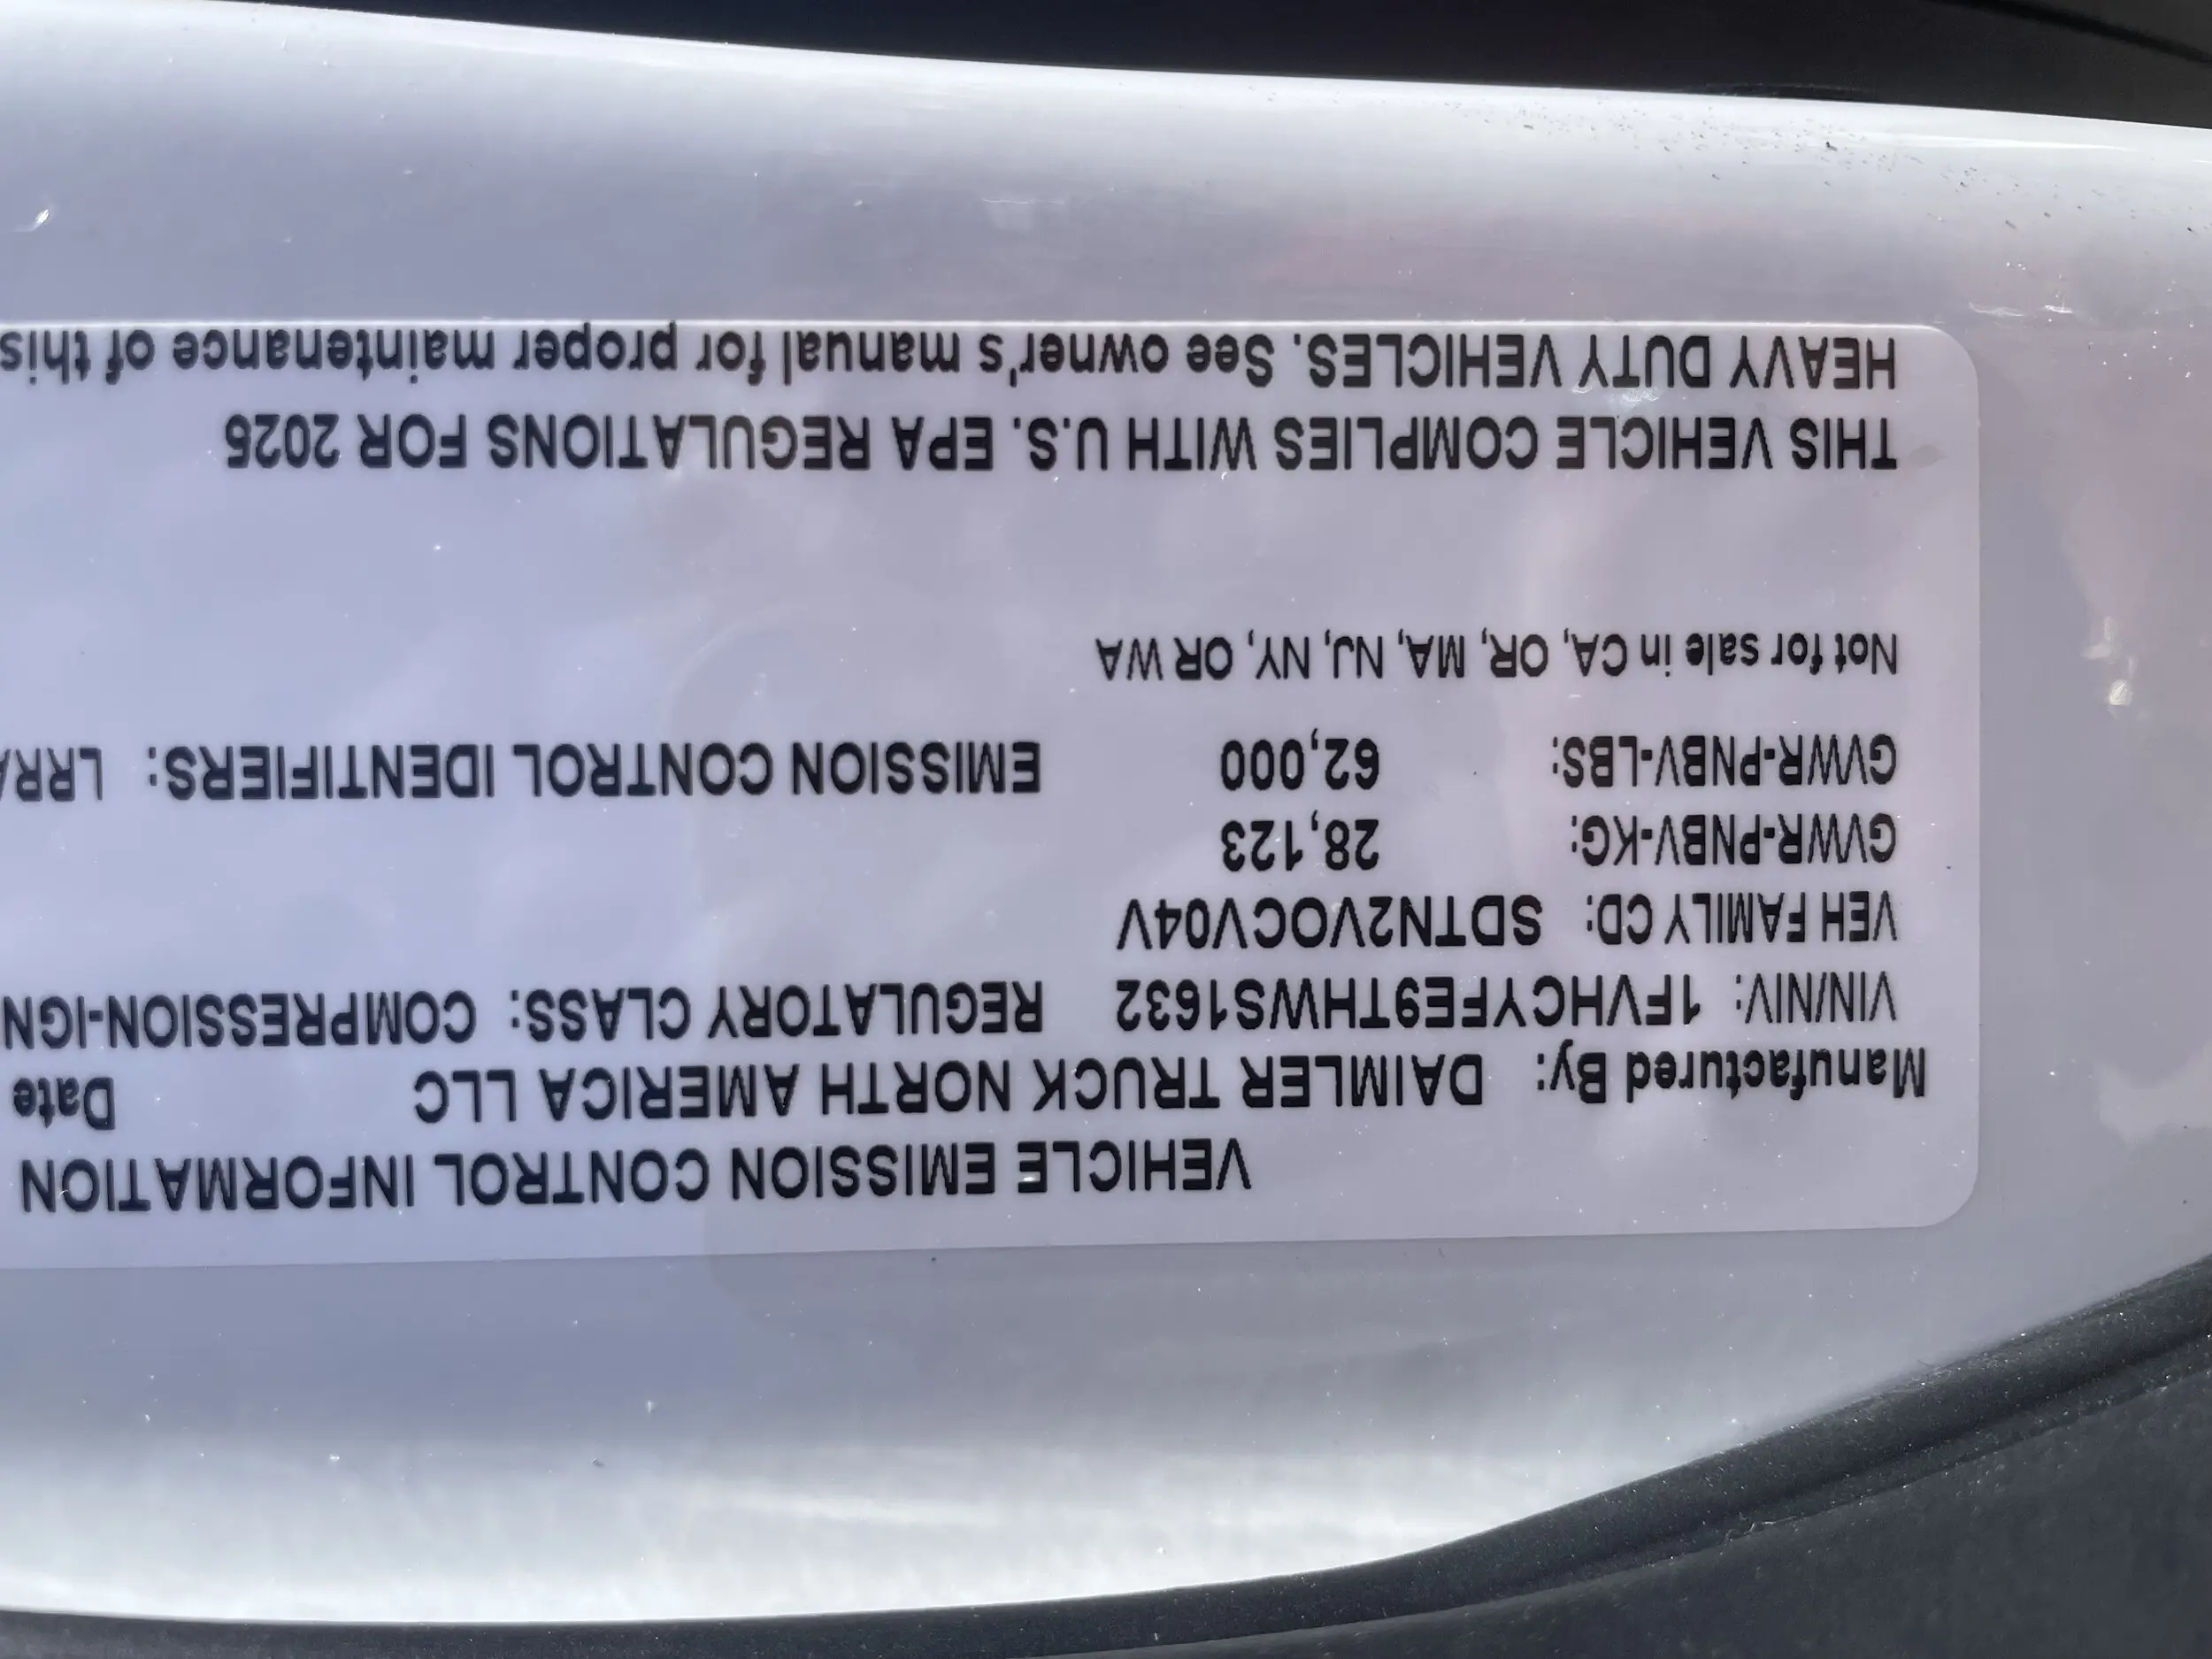 VEHICLE EMISSION CONTROL INFORMATION
Manufactured By: DAIMLER TRUCK NORTH AMERICA LLC Date
VIN/NIV: 1FVHCYFE9THWS1632 REGULATORY CLASS: COMPRESSION-IGN
VEH FAMILY CD: SDTN2VOCV04V
GVWR-PNBV-KG: 28,123
GVWR-PNBV-LBS: 62,000 EMISSION CONTROL IDENTIFIERS: LRRA
Not for sale in CA, OR, MA, NJ, NY, OR WA
THIS VEHICLE COMPLIES WITH U.S. EPA REGULATIONS FOR 2025
HEAVY DUTY VEHICLES. See owner's manual for proper maintenance of this